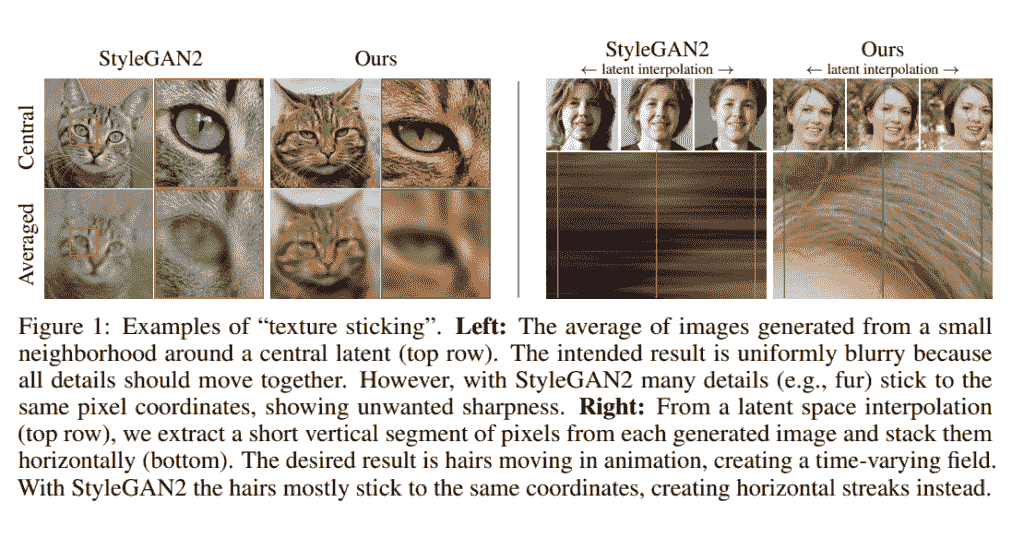 StyleGAN2
Ours
StyleGAN2
← latent interpolation →
Ours
← latent interpolation →
Central
Averaged
Figure 1: Examples of “texture sticking”. Left: The average of images generated from a small
neighborhood around a central latent (top row). The intended result is uniformly blurry because
all details should move together. However, with StyleGAN2 many details (e.g., fur) stick to the
same pixel coordinates, showing unwanted sharpness. Right: From a latent space interpolation
(top row), we extract a short vertical segment of pixels from each generated image and stack them
horizontally (bottom). The desired result is hairs moving in animation, creating a time-varying field.
With StyleGAN2 the hairs mostly stick to the same coordinates, creating horizontal streaks instead.